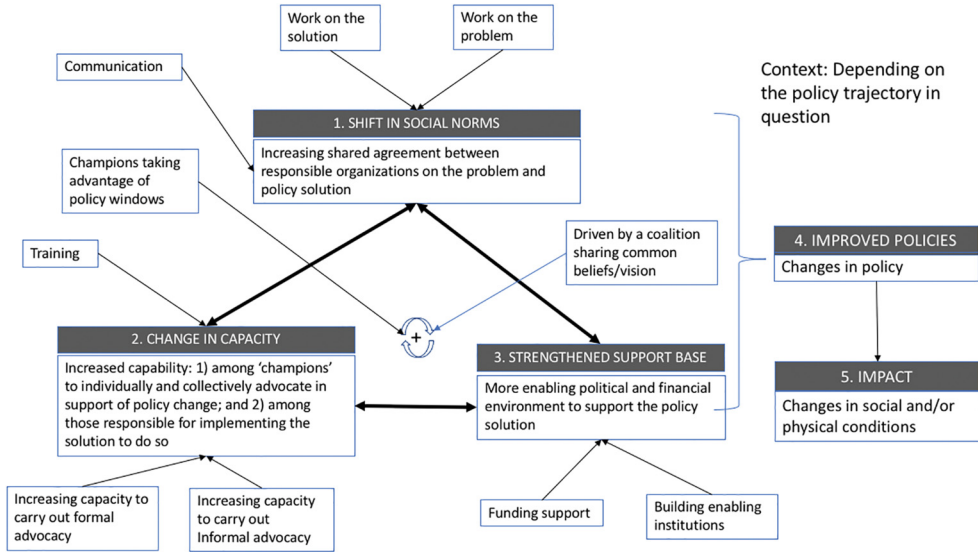 Work on the
solution
Work on the
problem
Communication
Context: Depending on
the policy trajectory in
question
1. SHIFT IN SOCIAL NORMS
Increasing shared agreement between
responsible organizations on the problem and
policy solution
Champions taking
advantage of
policy windows
Driven by a coalition
sharing common
beliefs/vision
Training
4. IMPROVED POLICIES
Changes in policy
+
2. CHANGE IN CAPACITY
Increased capability: 1) among ‘champions’
to individually and collectively advocate in
support of policy change; and 2) among
those responsible for implementing the
solution to do so
3. STRENGTHENED SUPPORT BASE
More enabling political and financial
environment to support the policy
solution
5. IMPACT
Changes in social and/or
physical conditions
Increasing capacity to
carry out formal
advocacy
Increasing capacity
to carry out
Informal advocacy
Funding support
Building enabling
institutions